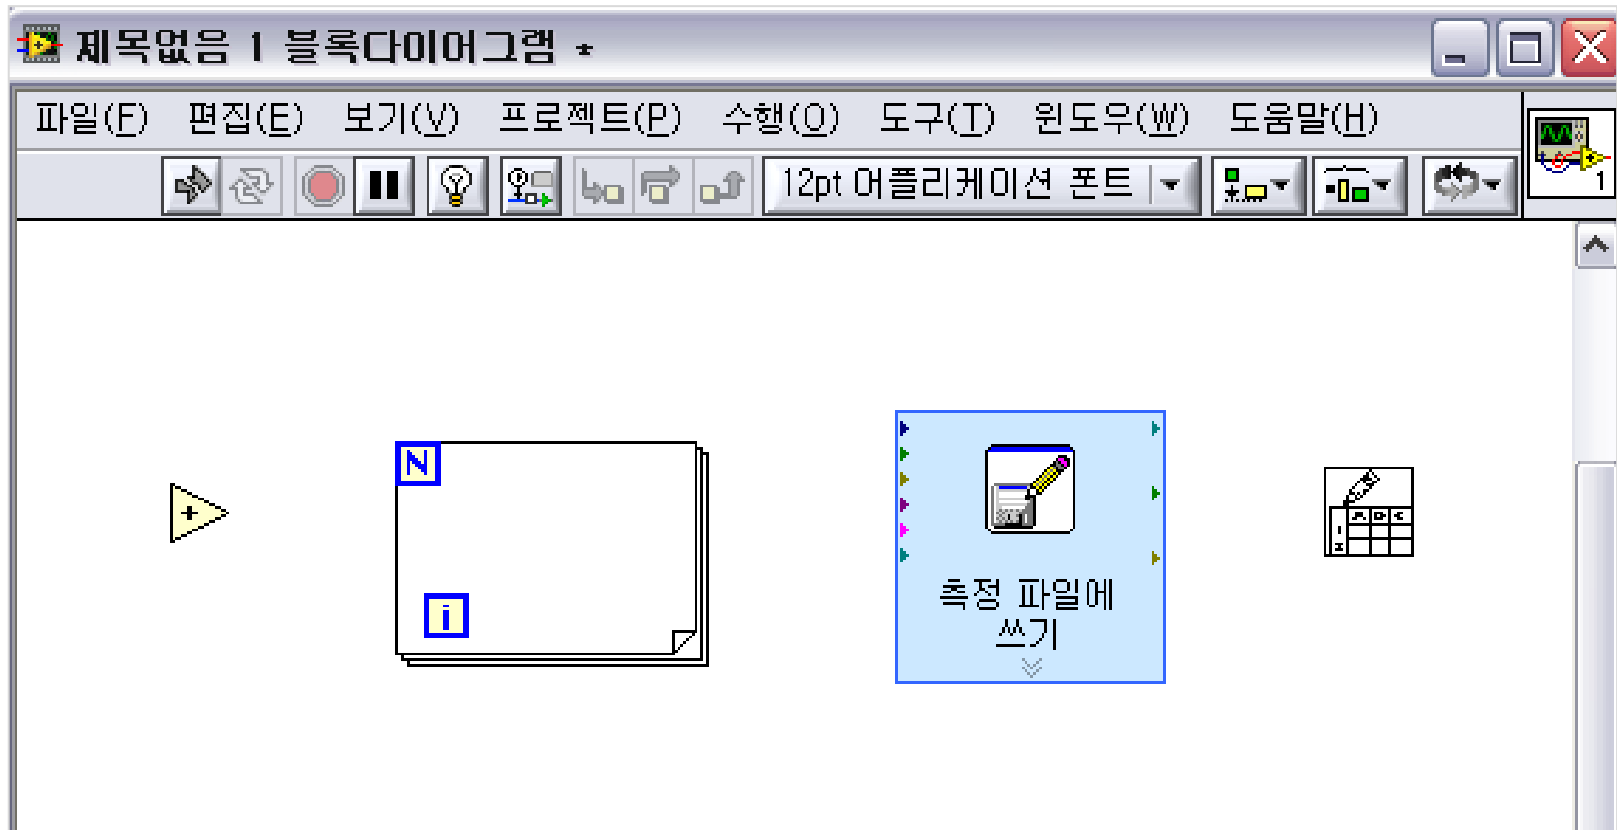 제목없음 1 블록다이어그램 *
파일(F) 편집(E) 보기(V) 프로젝트(P) 수행(O) 도구(T) 윈도우(W) 도움말(H)
12pt 어플리케이션 폰트
1
N
i
측정 파일에
쓰기